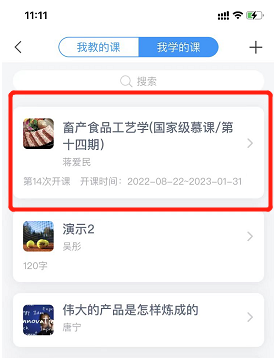 11:11
我教的课 我学的课
搜索
畜产食品工艺学(国家级慕课/第
十四期)
蒋爱民
第14次开课 开课时间：2022-08-22~2023-01-31
演示2
吴彤
120字
伟大的产品是怎样炼成的
唐宁